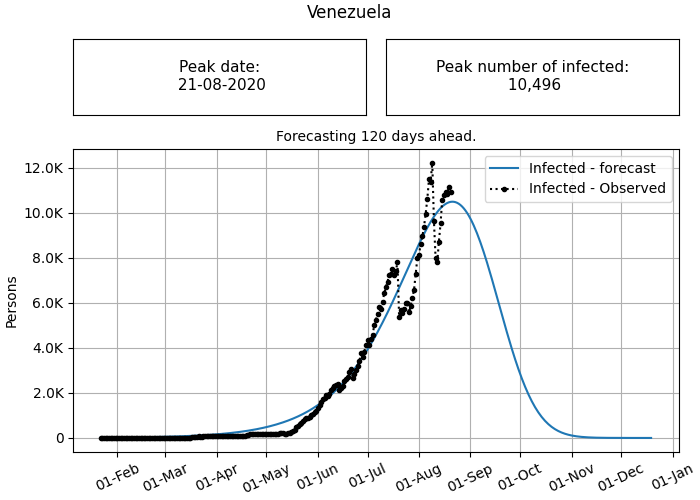 Venezuela
Peak date:
21-08-2020
Peak number of infected:
10,496
Forecasting 120 days ahead.
Infected - forecast
Infected - Observed
12.0K
10.0K
8.0K
6.0K
4.0K
2.0K
0
Persons
01-Feb
01-Mar
01-Apr
01-May
01-Jun
01-Jul
01-Aug
01-Sep
01-Oct
01-Nov
01-Dec
01-Jan